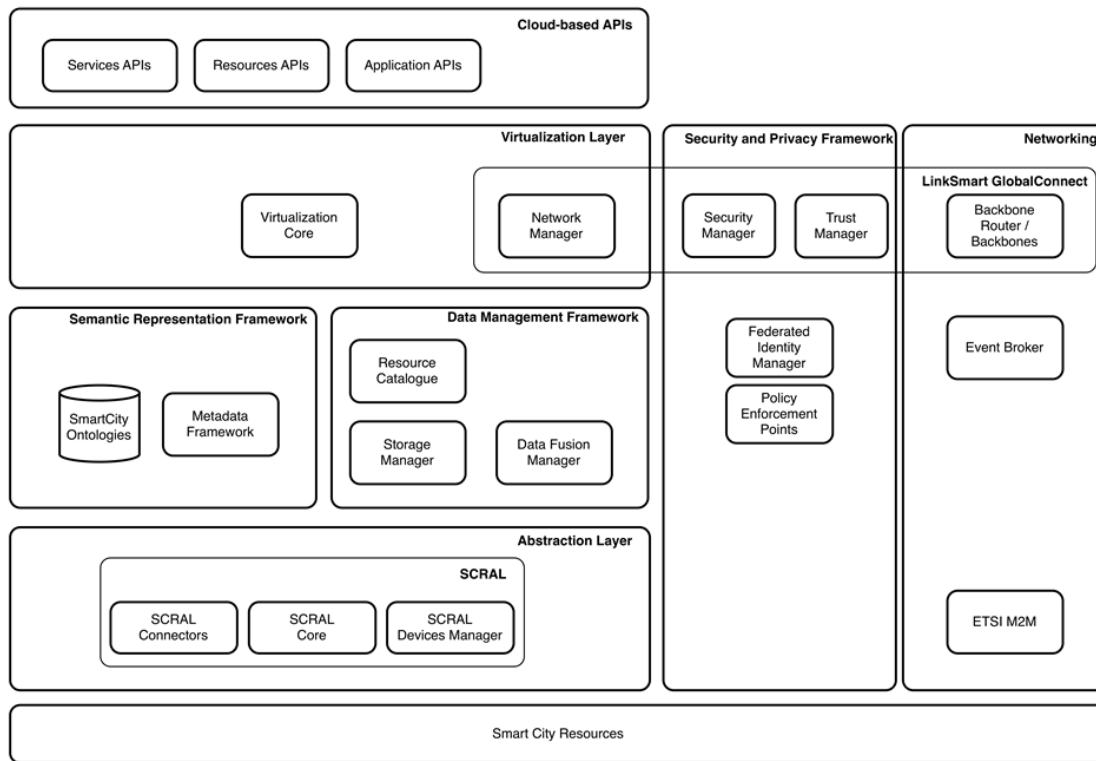 Cloud-based APIs
Services APIs
Resources APIs
Application APIs
Virtualization Layer
Security and Privacy Framework
Networking
LinkSmart GlobalConnect
Virtualization
Core
Network
Manager
Security
Manager
Trust
Manager
Backbone
Router /
Backbones
Semantic Representation Framework
Data Management Framework
SmartCity
Ontologies
Metadata
Framework
Resource
Catalogue
Storage
Manager
Data Fusion
Manager
Federated
Identity
Manager
Policy
Enforcement
Points
Event Broker
Abstraction Layer
SCRAL
SCRAL
Connectors
SCRAL
Core
SCRAL
Devices Manager
ETSI M2M
Smart City Resources